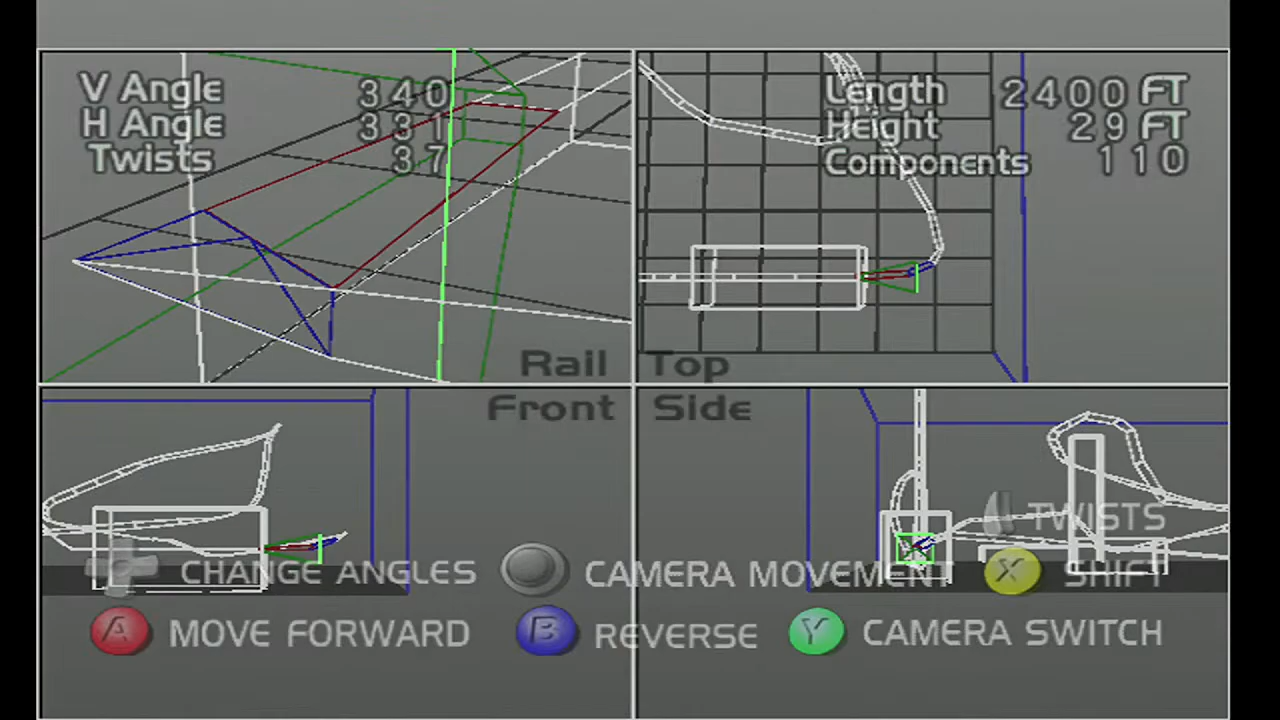 V Angle 340
H Angle 331
Twists 37
Length 2400 FT
Height 29 FT
Components 110
Rail Top
Front Side
TWISTS
CHANGE ANGLES CAMERA MOVEMENT X SHIFT
A MOVE FORWARD B REVERSE Y CAMERA SWITCH